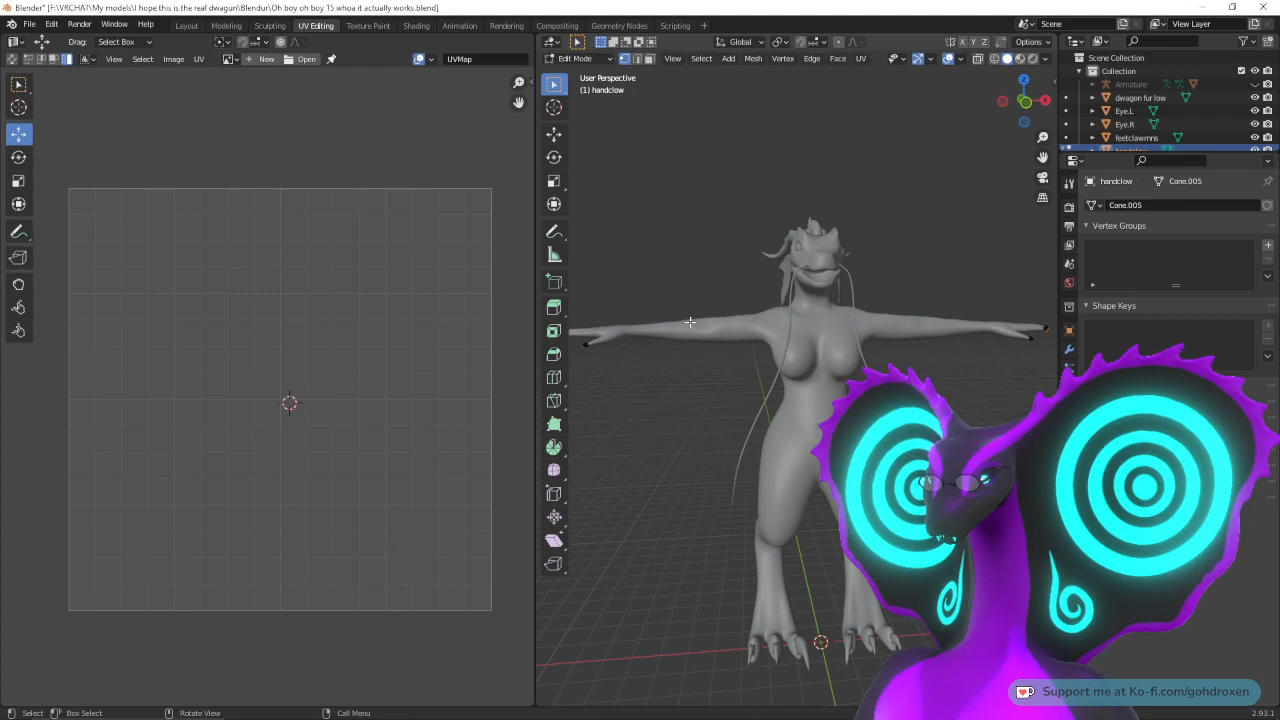 Blender* [F:\VRCHAT\My models\I hope this is the real dwagun\Blendur\Oh boy oh boy 15 whoa it actually works.blend]
File Edit Render Window Help Layout Modeling Sculpting UV Editing Texture Paint Shading Animation Rendering Compositing Geometry Nodes Scripting + Scene View Layer
Drag: Select Box Global X Y Z Options
View Select Image UV New Open UVMap Edit Mode View Select Add Mesh Vertex Edge Face UV Scene Collection
Collection
User Perspective
(1) handclow
Armature
dwagon fur low
Eye.L
Eye.R
feetclawmns
Z
X
handclow Cone.005
Cone.005
Vertex Groups
Shape Keys
Support me at Ko-fi.com/gohdroxen
Select Box Select Rotate View Call Menu 2.93.1